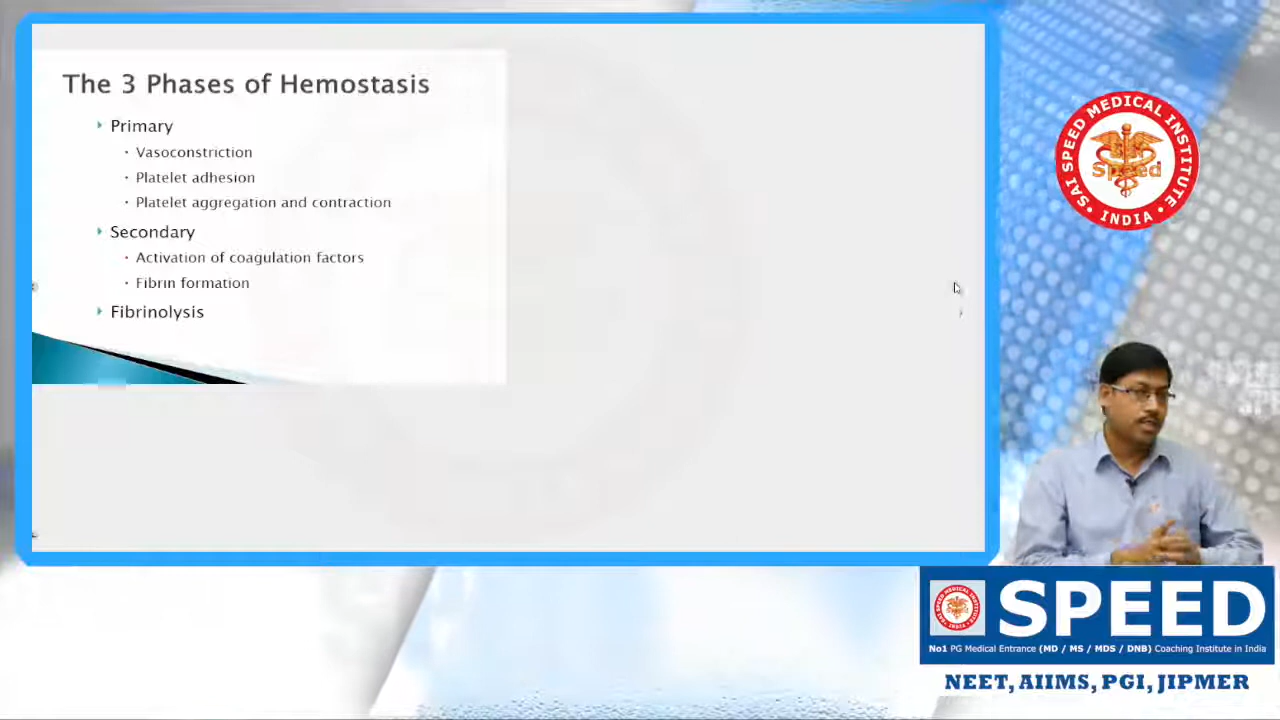 The 3 Phases of Hemostasis
Primary
Vasoconstriction
Platelet adhesion
Platelet aggregation and contraction
Secondary
Activation of coagulation factors
Fibrin formation
Fibrinolysis
SAI SPEED MEDICAL INSTITUTE
Speed
INDIA
SPEED
No1 PG Medical Entrance (MD / MS / MDS / DNB) Coaching Institute in India
NEET, AIIMS, PGI, JIPMER